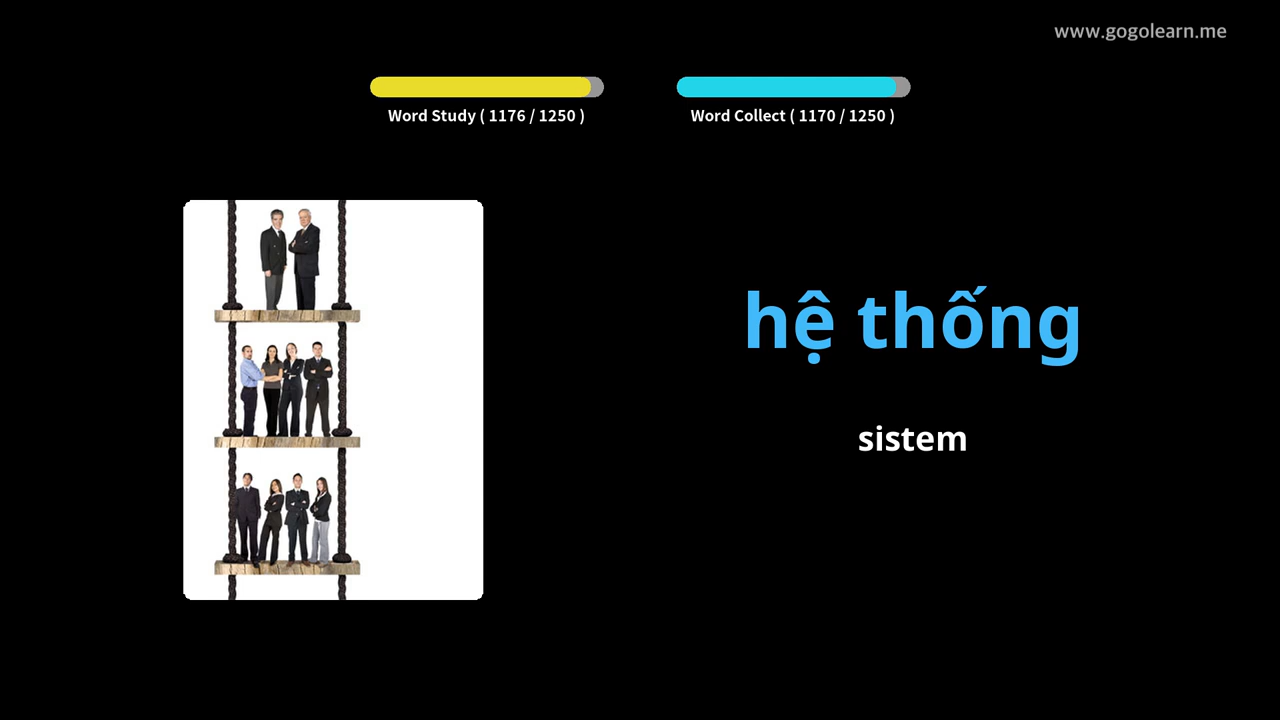 www.gogolearn.me
Word Study ( 1176 / 1250 )
Word Collect ( 1170 / 1250 )
hệ thống
sistem